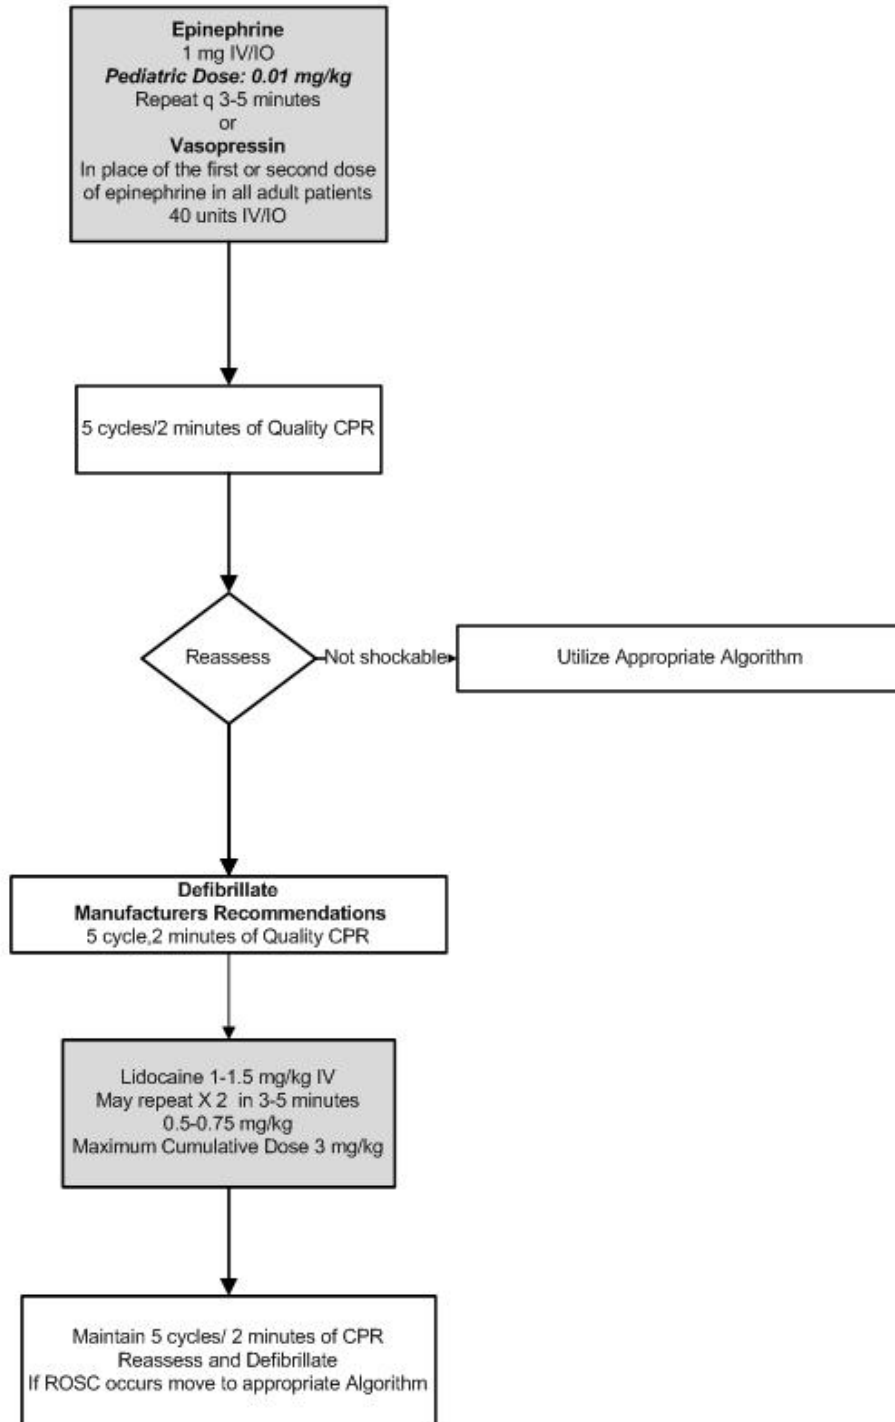 Epinephrine
1 mg IV/IO
Pediatric Dose: 0.01 mg/kg
Repeat q 3-5 minutes
or
Vasopressin
In place of the first or second dose
of epinephrine in all adult patients
40 units IV/IO
5 cycles/2 minutes of Quality CPR
Reassess
Not shockable
Utilize Appropriate Algorithm
Defibrillate
Manufacturers Recommendations
5 cycle,2 minutes of Quality CPR
Lidocaine 1-1.5 mg/kg IV
May repeat X 2 in 3-5 minutes
0.5-0.75 mg/kg
Maximum Cumulative Dose 3 mg/kg
Maintain 5 cycles/ 2 minutes of CPR
Reassess and Defibrillate
If ROSC occurs move to appropriate Algorithm